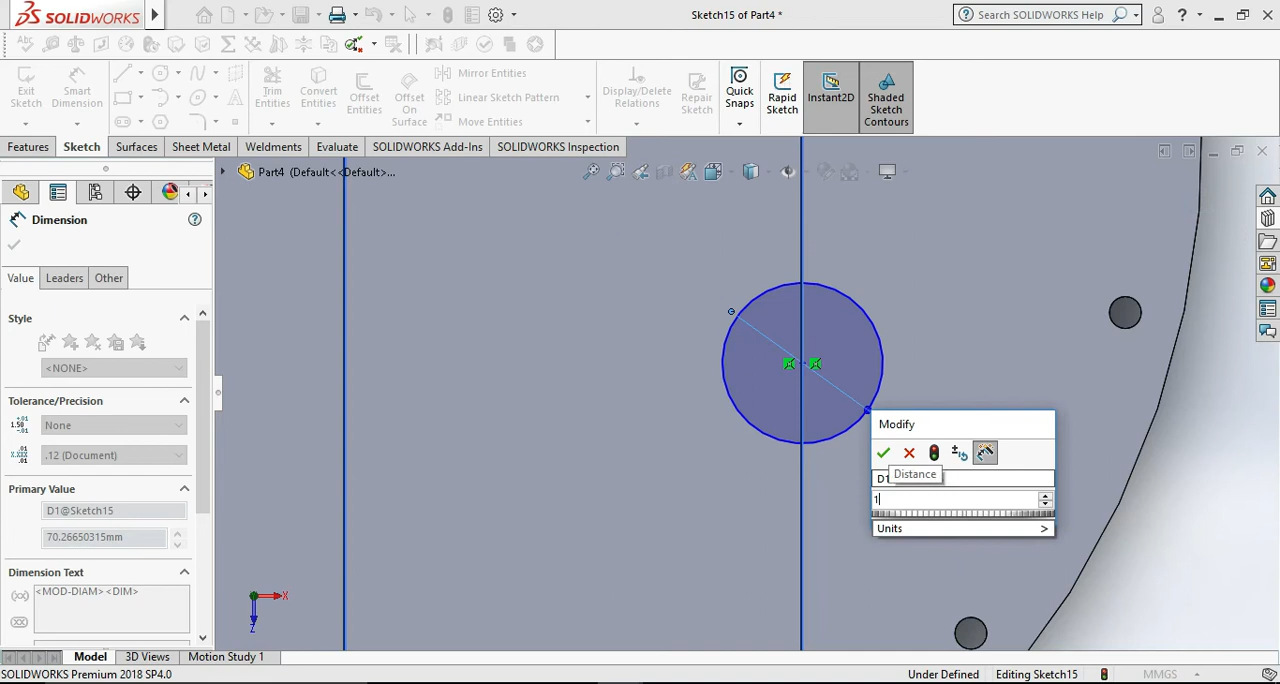 SOLIDWORKS
Sketch15 of Part4 *
Search SOLIDWORKS Help
?
Exit Sketch
Smart Dimension
Trim Entities
Convert Entities
Offset Entities
Offset On Surface
Mirror Entities
Linear Sketch Pattern
Move Entities
Display/Delete Relations
Repair Sketch
Quick Snaps
Rapid Sketch
Instant2D
Shaded Sketch Contours
Features
Sketch
Surfaces
Sheet Metal
Weldments
Evaluate
SOLIDWORKS Add-Ins
SOLIDWORKS Inspection
Part4 (Default<<Default>...
Dimension
?
Value
Leaders
Other
Style
<NONE>
Tolerance/Precision
None
.12 (Document)
Primary Value
D1@Sketch15
70.26650315mm
Dimension Text
<MOD-DIAM> <DIM>
Modify
D1
Distance
1
Units
>
X
Z
Model
3D Views
Motion Study 1
SOLIDWORKS Premium 2018 SP4.0
Under Defined
Editing Sketch15
MMGS